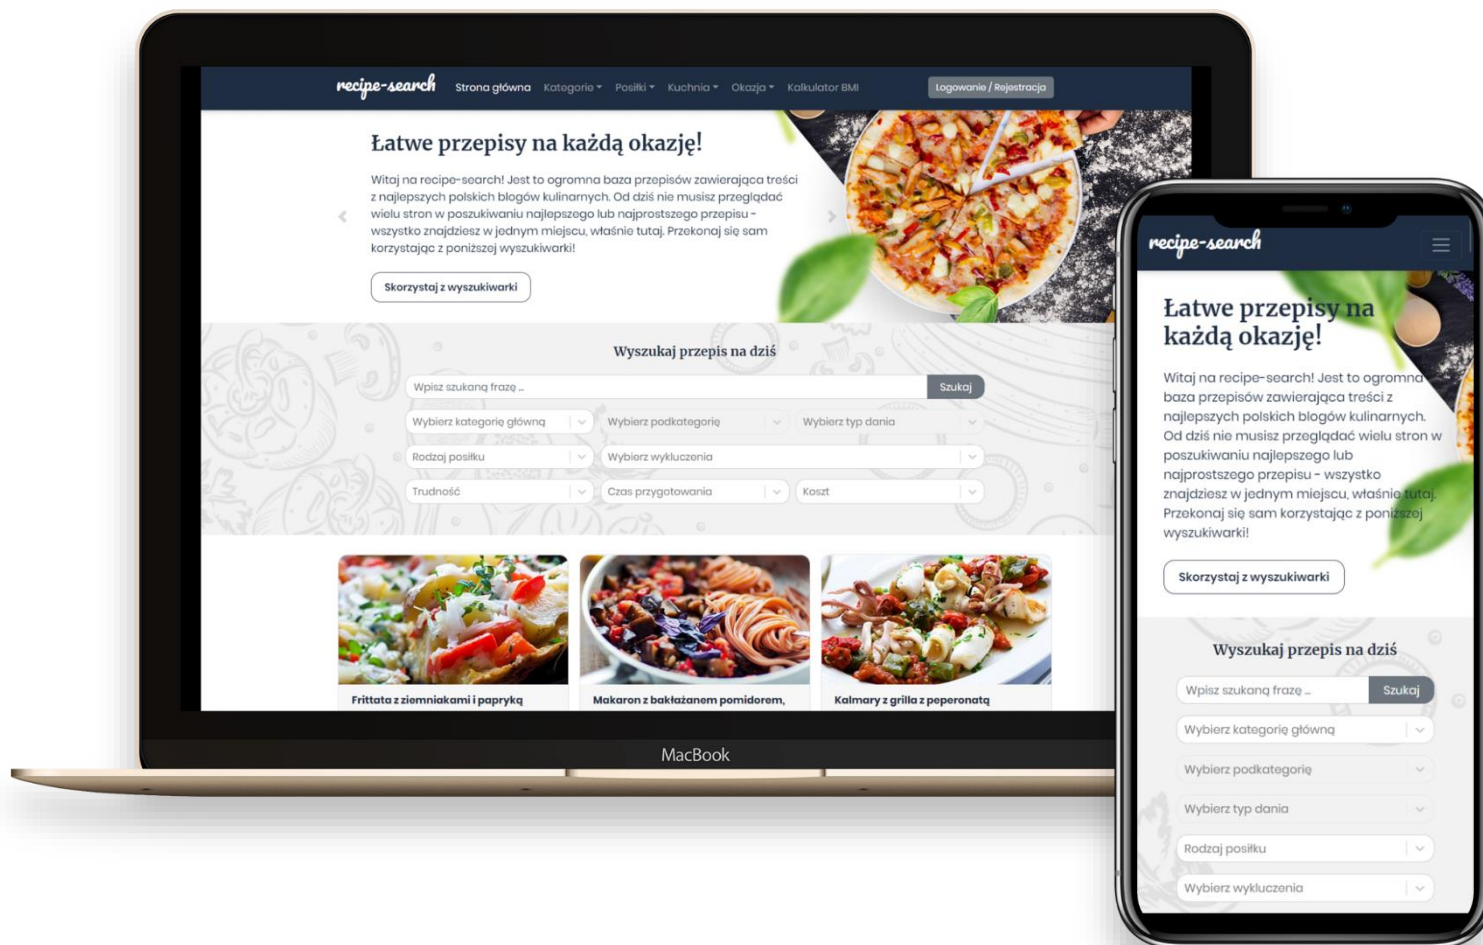 recipe-search
Strona główna Kategorie Posiłki Kuchnia Okazja Kalkulator BMI
Logowanie / Rejestracja
Łatwe przepisy na każdą okazję!
Witaj na recipe-search! Jest to ogromna baza przepisów zawierająca treści
z najlepszych polskich blogów kulinarnych. Od dziś nie musisz przeglądać
wielu stron w poszukiwaniu najlepszego lub najprostszego przepisu -
wszystko znajdziesz w jednym miejscu, właśnie tutaj. Przekonaj się sam
korzystając z poniższej wyszukiwarki!
Skorzystaj z wyszukiwarki
Wyszukaj przepis na dziś
Wpisz szukaną frazę ...
Szukaj
Wybierz kategorię główną
Wybierz podkategorię
Wybierz typ dania
Rodzaj posiłku
Wybierz wykluczenia
Trudność
Czas przygotowania
Koszt
Frittata z ziemniakami i papryką
Makaron z bakłażanem pomidorem,
Kalmary z grilla z peperonatą
MacBook
recipe-search
Łatwe przepisy na
każdą okazję!
Witaj na recipe-search! Jest to ogromna
baza przepisów zawierająca treści z
najlepszych polskich blogów kulinarnych.
Od dziś nie musisz przeglądać wielu stron w
poszukiwaniu najlepszego lub
najprostszego przepisu - wszystko
znajdziesz w jednym miejscu, właśnie tutaj.
Przekonaj się sam korzystając z poniższej
wyszukiwarki!
Skorzystaj z wyszukiwarki
Wyszukaj przepis na dziś
Wpisz szukaną frazę ...
Szukaj
Wybierz kategorię główną
Wybierz podkategorię
Wybierz typ dania
Rodzaj posiłku
Wybierz wykluczenia